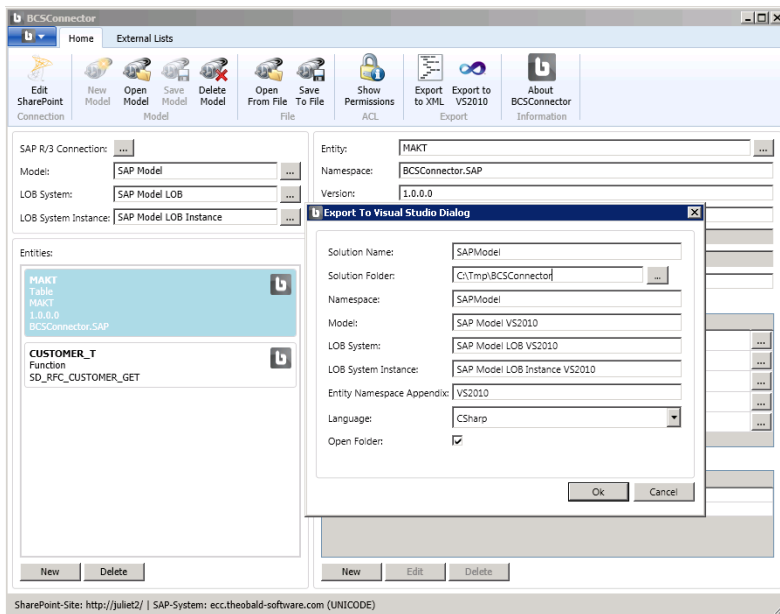 BCSConnector
Home External Lists
Edit SharePoint
Connection
New Model
Open Model
Save Model
Delete Model
Model
Open From File
Save To File
File
Show Permissions
ACL
Export to XML
Export to VS2010
Export
About BCSConnector
Information
SAP R/3 Connection: ...
Model: SAP Model ...
LOB System: SAP Model LOB ...
LOB System Instance: SAP Model LOB Instance ...
Entities:
MAKT
Table
MAKT
1.0.0.0
BCSConnector.SAP
CUSTOMER_T
Function
SD_RFC_CUSTOMER_GET
New Delete
Entity: MAKT ...
Namespace: BCSConnector.SAP
Version: 1.0.0.0
Export To Visual Studio Dialog
Solution Name: SAPModel
Solution Folder: C:\Tmp\BCSConnector ...
Namespace: SAPModel
Model: SAP Model VS2010
LOB System: SAP Model LOB VS2010
LOB System Instance: SAP Model LOB Instance VS2010
Entity Namespace Appendix: VS2010
Language: CSharp
Open Folder:
Ok Cancel
...
...
...
...
...
New Edit Delete
SharePoint-Site: http://juliet2/ | SAP-System: ecc.theobald-software.com (UNICODE)